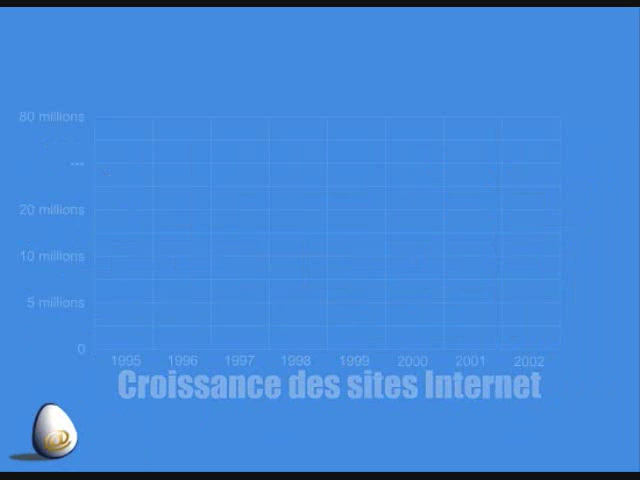 80 millions
---
20 millions
10 millions
5 millions
0
1995 1996 1997 1998 1999 2000 2001 2002
Croissance des sites Internet
@